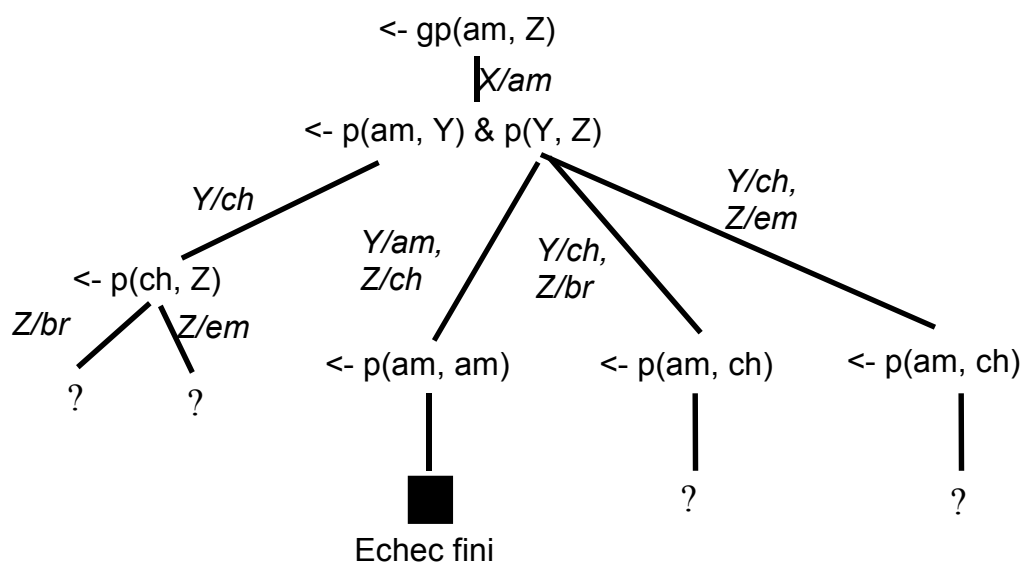 <- gp(am, Z)
X/am
<- p(am, Y) & p(Y, Z)
Y/ch
Y/am,
Z/ch
Y/ch,
Z/br
Y/ch,
Z/em
<- p(ch, Z)
Z/br
Z/em
?
?
<- p(am, am)
<- p(am, ch)
<- p(am, ch)
?
?
Echec fini